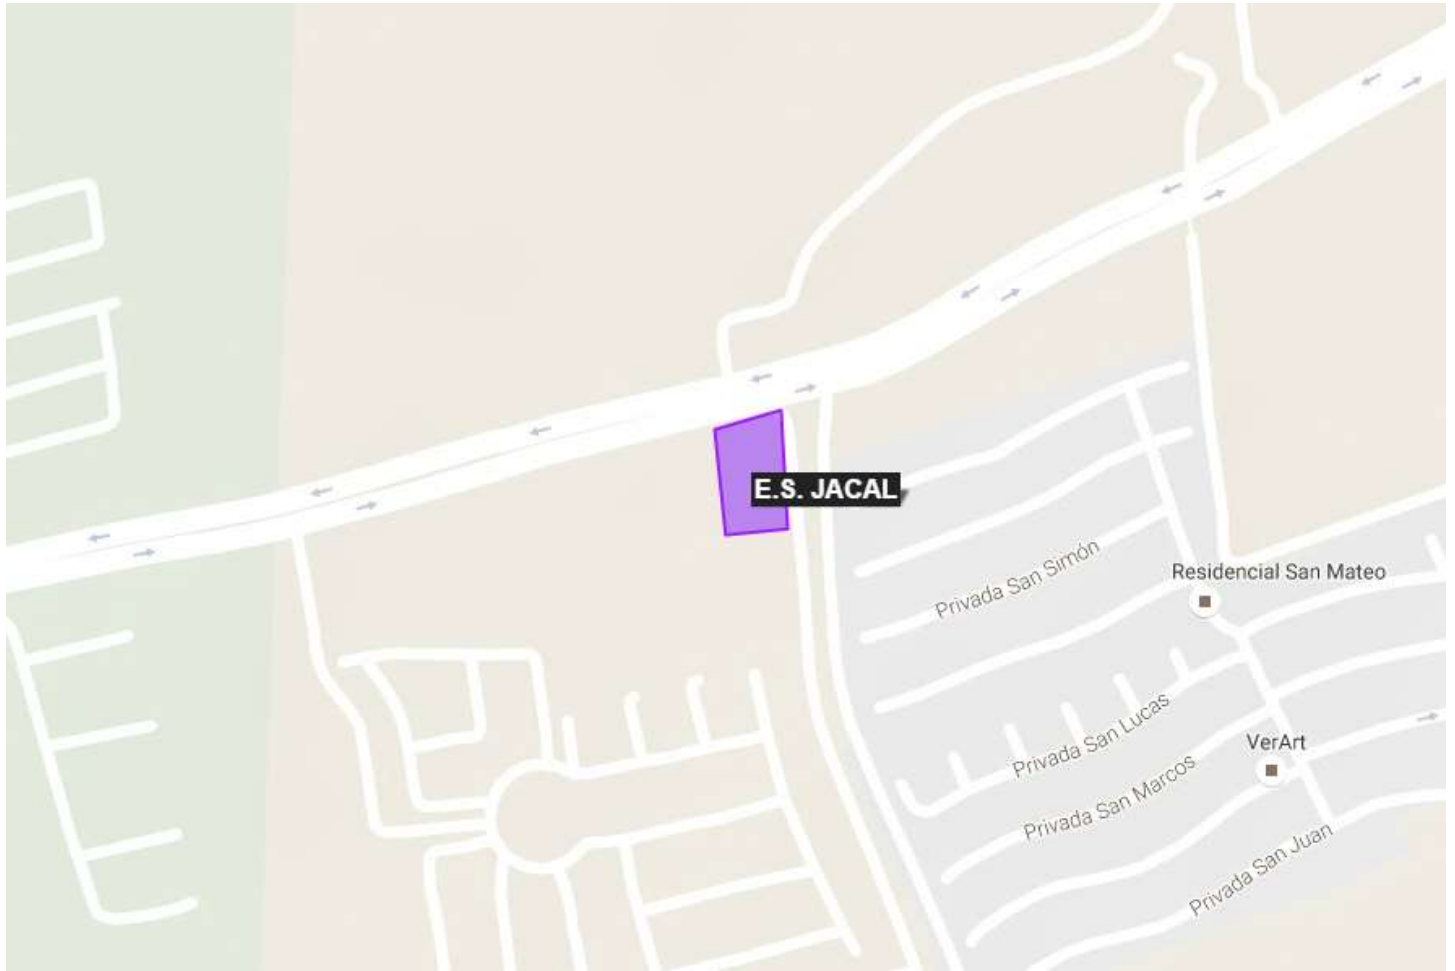 E.S. JACAL
Privada San Simón
Residencial San Mateo
Privada San Lucas
VerArt
Privada San Marcos
Privada San Juan